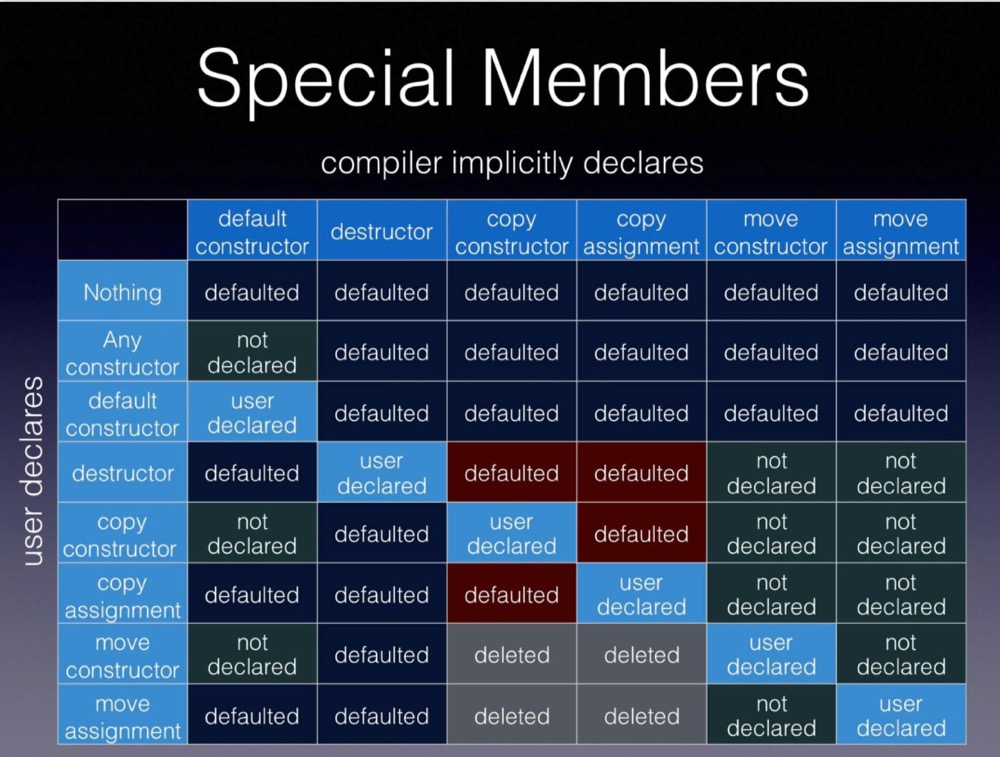 Special Members
compiler implicitly declares
default constructor destructor copy constructor copy assignment move constructor move assignment
user declares
Nothing defaulted defaulted defaulted defaulted defaulted defaulted
Any constructor not declared defaulted defaulted defaulted defaulted defaulted
default constructor user declared defaulted defaulted defaulted defaulted defaulted
destructor defaulted user declared defaulted defaulted not declared not declared
copy constructor not declared defaulted user declared defaulted not declared not declared
copy assignment defaulted defaulted defaulted user declared not declared not declared
move constructor not declared defaulted deleted deleted user declared not declared
move assignment defaulted defaulted deleted deleted not declared user declared